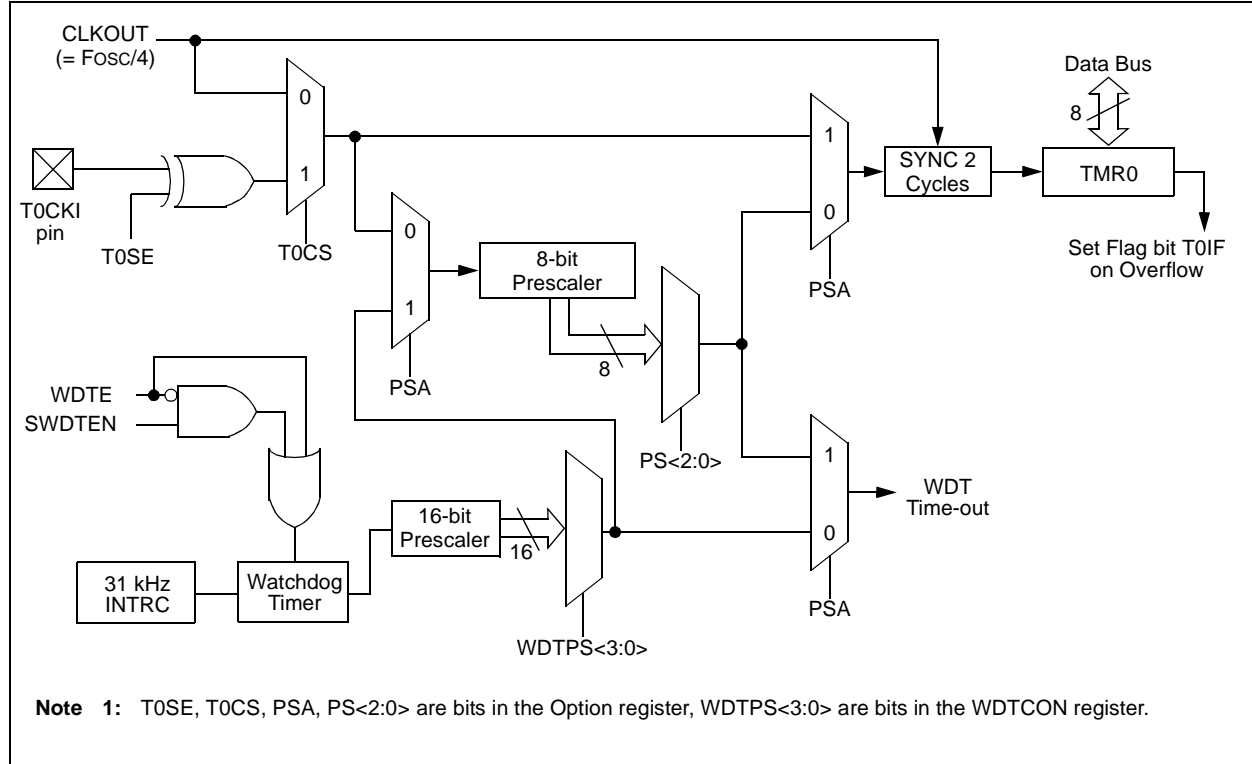 CLKOUT
(= FOSC/4)
0
1
T0CKI
pin
T0SE
T0CS
0
1
PSA
8-bit
Prescaler
8
PS<2:0>
1
0
PSA
SYNC 2
Cycles
Data Bus
8
TMR0
Set Flag bit T0IF
on Overflow
WDTE
SWDTEN
31 kHz
INTRC
Watchdog
Timer
16-bit
Prescaler
16
WDTPS<3:0>
1
0
PSA
WDT
Time-out
Note 1: T0SE, T0CS, PSA, PS<2:0> are bits in the Option register, WDTPS<3:0> are bits in the WDTCON register.